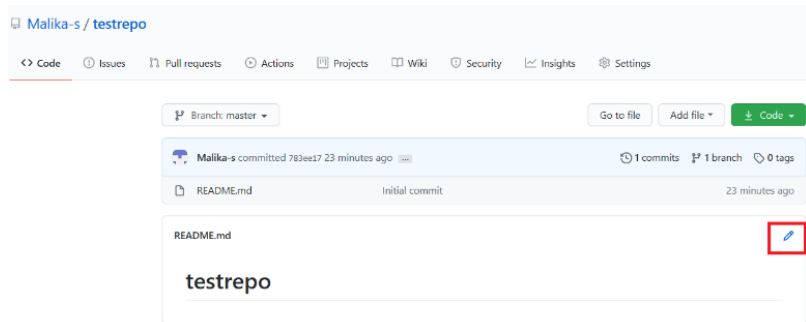 Malika-s / testrepo
Code Issues Pull requests Actions Projects Wiki Security Insights Settings
Branch: master Go to file Add file Code
Malika-s committed 783ee17 23 minutes ago ... 1 commits 1 branch 0 tags
README.md Initial commit 23 minutes ago
README.md
testrepo